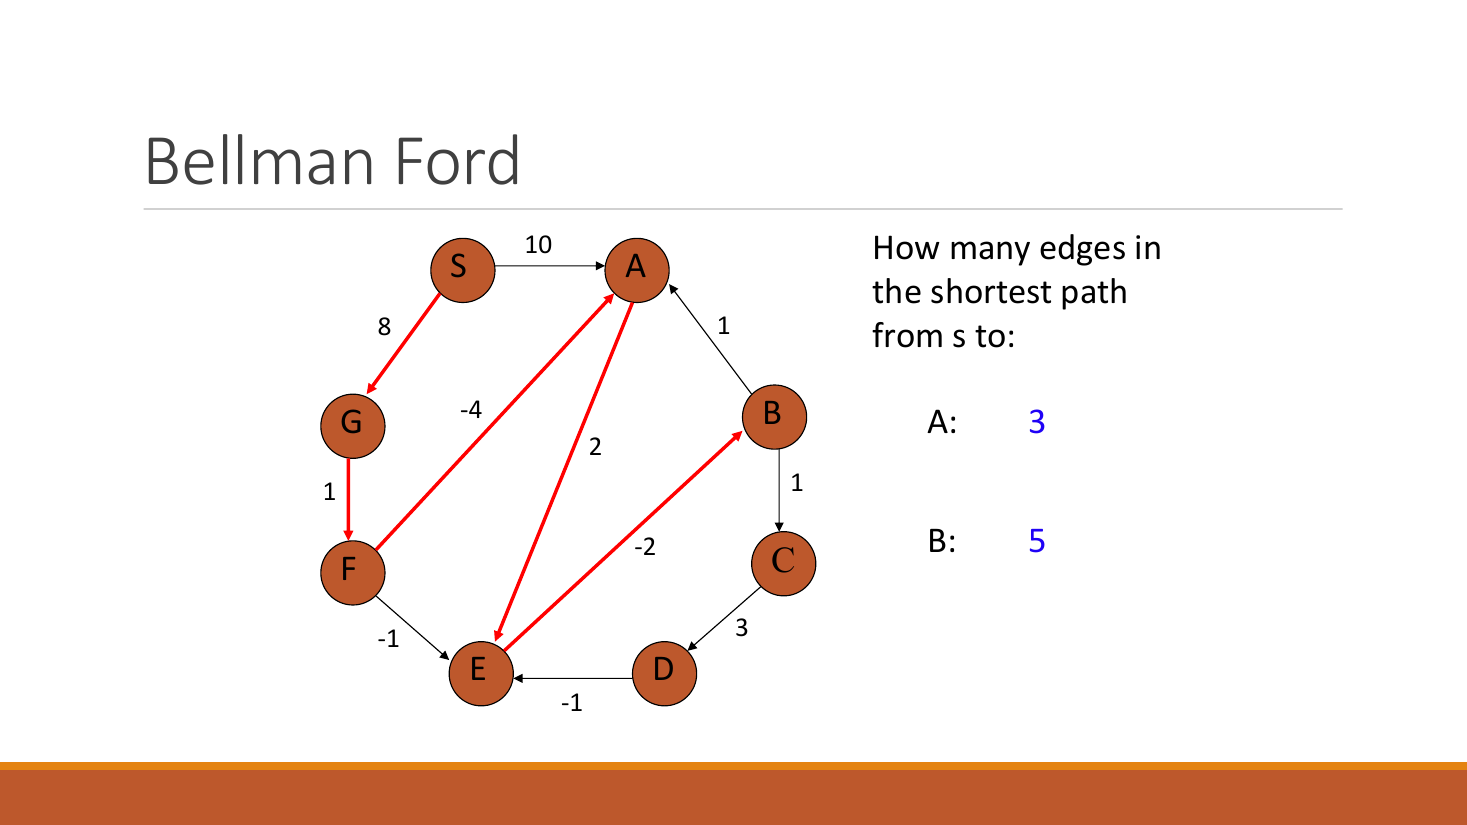 Bellman Ford
10
S
A
8
1
-4
G
B
2
1
1
-2
F
C
-1
3
E
D
-1
How many edges in
the shortest path
from s to:
A: 3
B: 5